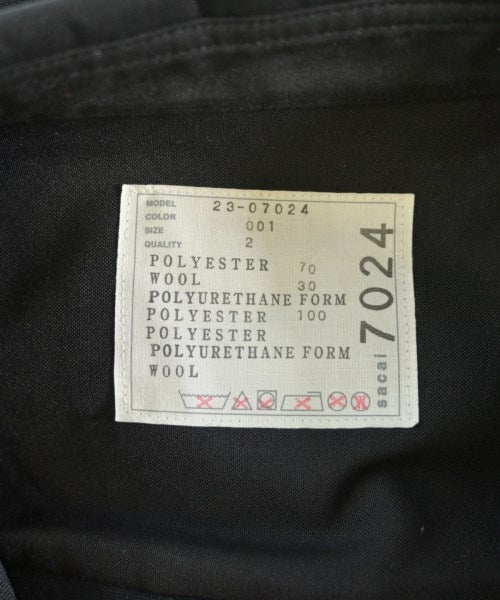 MODEL 23-07024
COLOR 001
SIZE 2
QUALITY
POLYESTER 70
WOOL 30
POLYURETHANE FORM
POLYESTER 100
POLYESTER
POLYURETHANE FORM
WOOL
sacai 7024